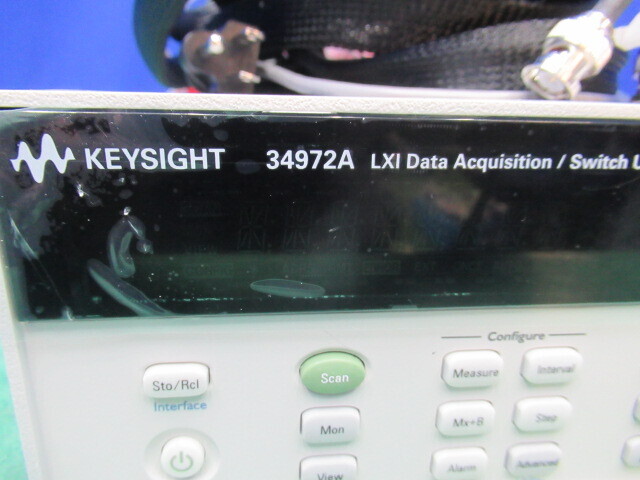 KEYSIGHT 34972A LXI Data Acquisition / Switch U
Configure
Sto/Rcl Scan Measure Interval
Interface
Mon Mx+B Step
View Alarm Advanced